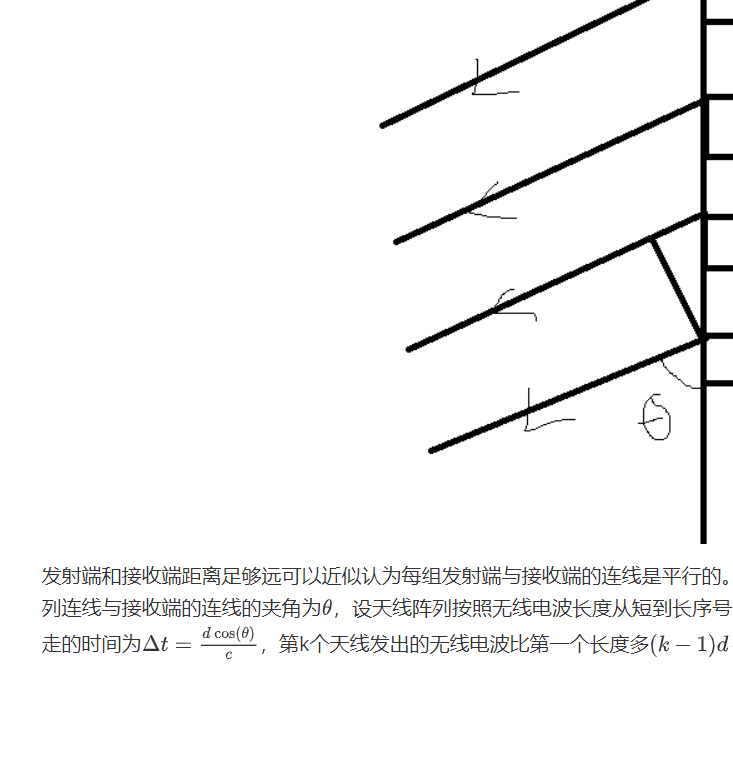 θ
发射端和接收端距离足够远可以近似认为每组发射端与接收端的连线是平行的。
列连线与接收端的连线的夹角为θ，设天线阵列按照无线电波长度从短到长序号
走的时间为Δt = \frac{d cos(θ)}{c}，第k个天线发出的无线电波比第一个长度多(k − 1)d